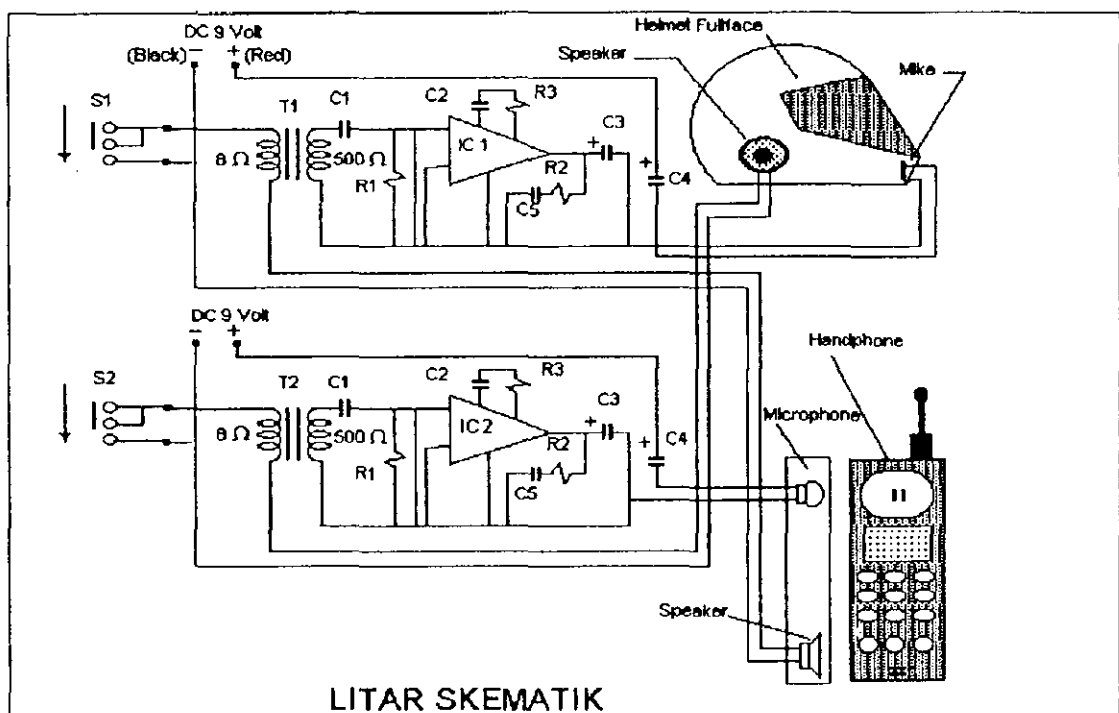 DC 9 Volt
(Black) − + (Red)
S1
T1
C1
8 Ω
500 Ω
R1
C2
R3
IC 1
C3
+
R2
C5
+
C4
Speaker
Helmet Fullface
Mike
DC 9 Volt
− +
S2
T2
C1
8 Ω
500 Ω
R1
C2
R3
IC 2
C3
+
R2
C5
+
C4
Handphone
Microphone
Speaker
LITAR SKEMATIK